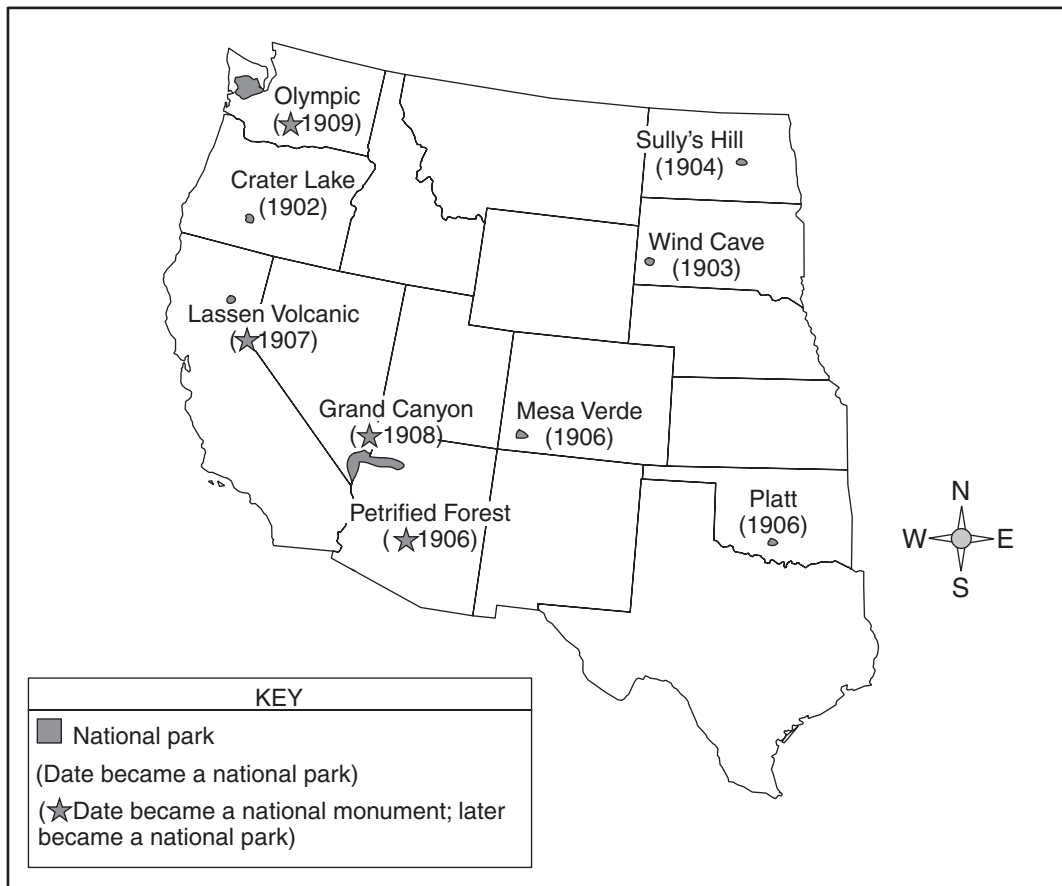 Olympic
(★1909)
Sully's Hill
(1904)
Crater Lake
(1902)
Wind Cave
(1903)
Lassen Volcanic
(★1907)
Grand Canyon
(★1908)
Mesa Verde
(1906)
Petrified Forest
(★1906)
Platt
(1906)
N
W E
S
KEY
National park
(Date became a national park)
(★Date became a national monument; later
became a national park)